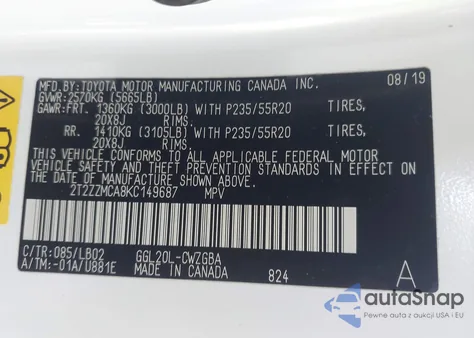 MFD. BY: TOYOTA MOTOR MANUFACTURING CANADA INC. 08/19
GVWR: 2570KG (5665LB)
GAWR: FRT. 1360KG (3000LB) WITH P235/55R20 TIRES,
20X8J RIMS.
RR. 1410KG (3105LB) WITH P235/55R20 TIRES,
20X8J RIMS.
THIS VEHICLE CONFORMS TO ALL APPLICABLE FEDERAL MOTOR
VEHICLE SAFETY, BUMPER, AND THEFT PREVENTION STANDARDS
IN EFFECT ON THE DATE OF MANUFACTURE SHOWN ABOVE.
2T2ZZMCA8KC149687 MPV
C/TR: 085/LB02 GGL20L-CWZGBA
A/TM: -01A/U881E MADE IN CANADA 824 A
autaSnap
Pewne auta z USA i EU